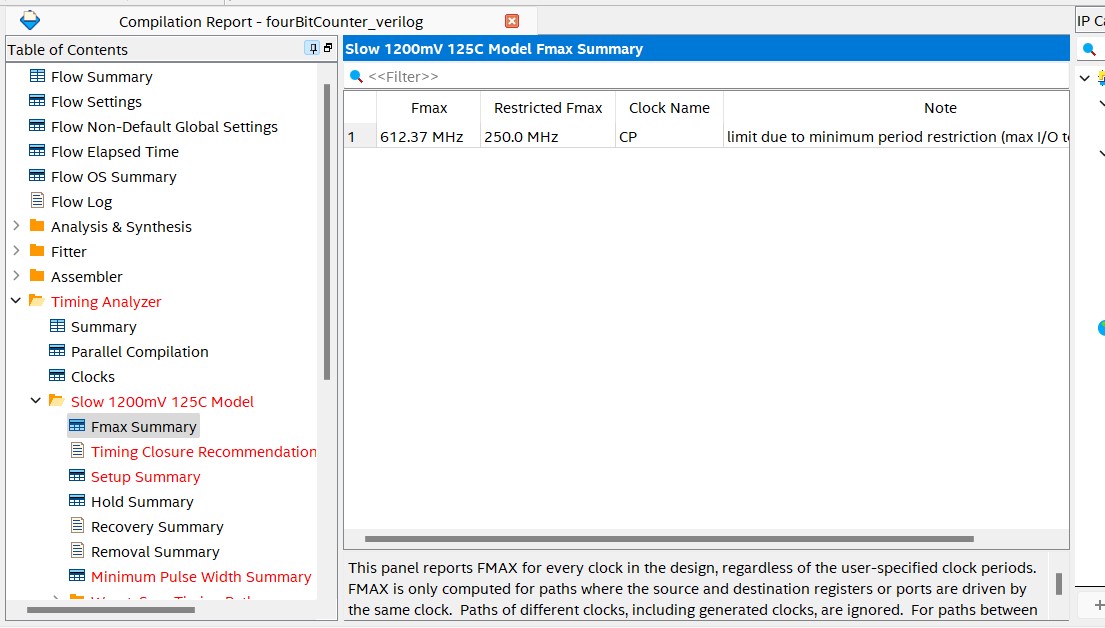 Compilation Report - fourBitCounter_verilog
IP Ca
Table of Contents
Flow Summary
Flow Settings
Flow Non-Default Global Settings
Flow Elapsed Time
Flow OS Summary
Flow Log
Analysis & Synthesis
Fitter
Assembler
Timing Analyzer
Summary
Parallel Compilation
Clocks
Slow 1200mV 125C Model
Fmax Summary
Timing Closure Recommendation
Setup Summary
Hold Summary
Recovery Summary
Removal Summary
Minimum Pulse Width Summary
Slow 1200mV 125C Model Fmax Summary
<<Filter>>
Fmax Restricted Fmax Clock Name Note
1 612.37 MHz 250.0 MHz CP limit due to minimum period restriction (max I/O to
This panel reports FMAX for every clock in the design, regardless of the user-specified clock periods.
FMAX is only computed for paths where the source and destination registers or ports are driven by
the same clock. Paths of different clocks, including generated clocks, are ignored. For paths between